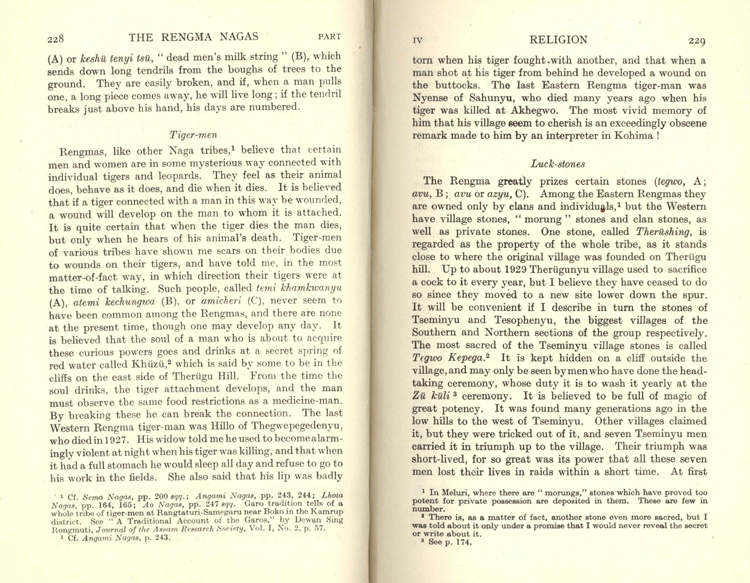 228 THE RENGMA NAGAS PART
(A) or keshü tenyi tsü, “ dead men's milk string ” (B), which
sends down long tendrils from the boughs of trees to the
ground. They are easily broken, and if, when a man pulls
one, a long piece comes away, he will live long; if the tendril
breaks just above his hand, his days are numbered.
Tiger-men
Rengmas, like other Naga tribes,¹ believe that certain
men and women are in some mysterious way connected with
individual tigers and leopards. They feel as their animal
does, behave as it does, and die when it dies. It is believed
that if a tiger connected with a man in this way be wounded,
a wound will develop on the man to whom it is attached.
It is quite certain that when the tiger dies the man dies,
but only when he hears of his animal's death. Tiger-men
of various tribes have shown me scars on their bodies due
to wounds on their tigers, and have told me, in the most
matter-of-fact way, in which direction their tigers were at
the time of talking. Such people, called temi khamkwanyu
(A), atemi kechungwa (B), or amicheri (C), never seem to
have been common among the Rengmas, and there are none
at the present time, though one may develop any day. It
is believed that the soul of a man who is about to acquire
these curious powers goes and drinks at a secret spring of
red water called Khüzü,² which is said by some to be in the
cliffs on the east side of Therügu Hill. From the time the
soul drinks, the tiger attachment develops, and the man
must observe the same food restrictions as a medicine-man.
By breaking these he can break the connection. The last
Western Rengma tiger-man was Hillo of Thegwepegedenyu,
who died in 1927. His widow told me he used to become alarm-
ingly violent at night when his tiger was killing, and that when
it had a full stomach he would sleep all day and refuse to go to
his work in the fields. She also said that his lip was badly
¹ Cf. Sema Nagas, pp. 200 sqq.; Angami Nagas, pp. 243, 244; Lhota
Nagas, pp. 164, 165; Ao Nagas, pp. 247 sqq. Garo tradition tells of a
whole tribe of tiger-men at Rangtaturi-Samegaru near Boko in the Kamrup
district. See “ A Traditional Account of the Garos,” by Dewan Sing
Rongmuti, Journal of the Assam Research Society, Vol. I, No. 2, p. 57.
² Cf. Angami Nagas, p. 243.
IV RELIGION 229
torn when his tiger fought with another, and that when a
man shot at his tiger from behind he developed a wound on
the buttocks. The last Eastern Rengma tiger-man was
Nyense of Sahunyu, who died many years ago when his
tiger was killed at Akhegwo. The most vivid memory of
him that his village seem to cherish is an exceedingly obscene
remark made to him by an interpreter in Kohima !
Luck-stones
The Rengma greatly prizes certain stones (tegwo, A;
avu, B; avu or azyu, C). Among the Eastern Rengmas they
are owned only by clans and individuals,¹ but the Western
have village stones, “ morung ” stones and clan stones, as
well as private stones. One stone, called Therüshing, is
regarded as the property of the whole tribe, as it stands
close to where the original village was founded on Therügu
hill. Up to about 1929 Therügunyu village used to sacrifice
a cock to it every year, but I believe they have ceased to do
so since they moved to a new site lower down the spur.
It will be convenient if I describe in turn the stones of
Tseminyu and Tesophenyu, the biggest villages of the
Southern and Northern sections of the group respectively.
The most sacred of the Tseminyu village stones is called
Tegwo Kepega.² It is kept hidden on a cliff outside the
village, and may only be seen by men who have done the head-
taking ceremony, whose duty it is to wash it yearly at the
Zü küli ³ ceremony. It is believed to be full of magic of
great potency. It was found many generations ago in the
low hills to the west of Tseminyu. Other villages claimed
it, but they were tricked out of it, and seven Tseminyu men
carried it in triumph up to the village. Their triumph was
short-lived, for so great was its power that all these seven
men lost their lives in raids within a short time. At first
¹ In Meluri, where there are “ morungs,” stones which have proved too
potent for private possession are deposited in them. These are few in
number.
² There is, as a matter of fact, another stone even more sacred, but I
was told about it only under a promise that I would never reveal the secret
or write about it.
³ See p. 174.